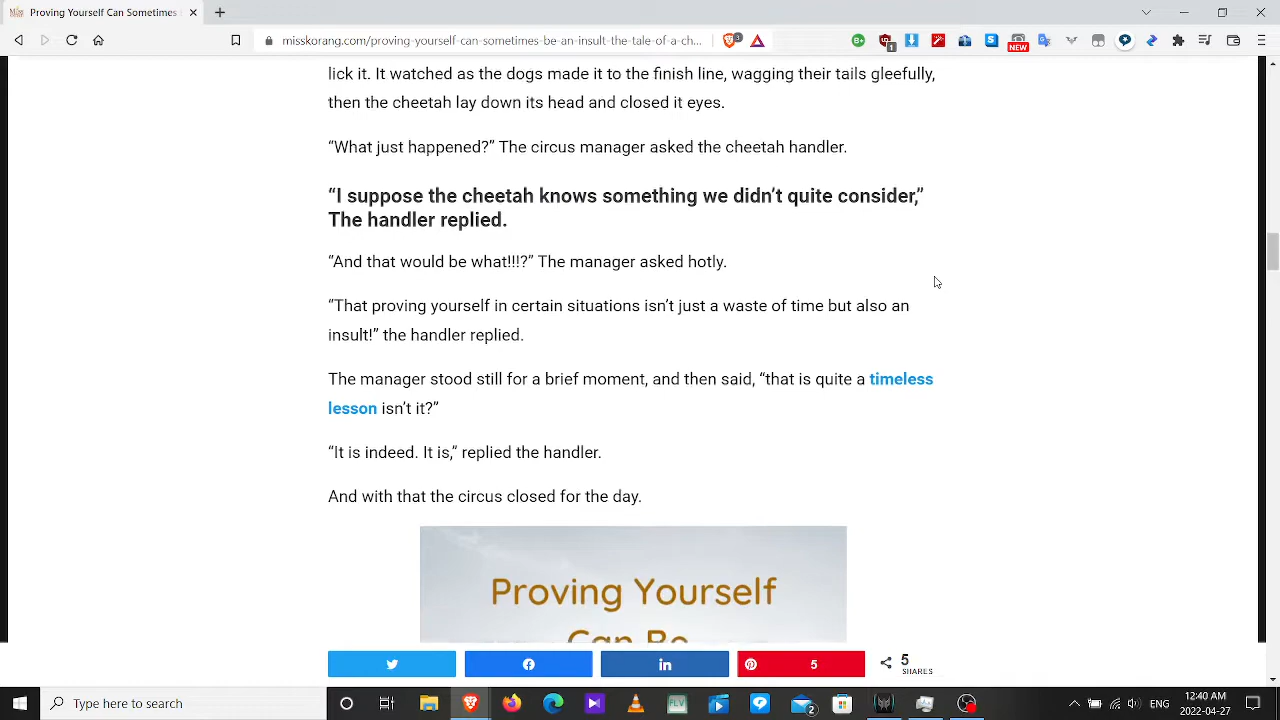 Proving Yourself Can Sometimes
misskorang.com/proving-yourself-can-sometimes-be-an-insult-the-tale-of-a-ch...
3
B+
1
NEW
lick it. It watched as the dogs made it to the finish line, wagging their tails gleefully,
then the cheetah lay down its head and closed it eyes.
“What just happened?” The circus manager asked the cheetah handler.
“I suppose the cheetah knows something we didn’t quite consider,”
The handler replied.
“And that would be what!!!?” The manager asked hotly.
“That proving yourself in certain situations isn’t just a waste of time but also an
insult!” the handler replied.
The manager stood still for a brief moment, and then said, “that is quite a timeless
lesson isn’t it?”
“It is indeed. It is,” replied the handler.
And with that the circus closed for the day.
Proving Yourself
Can Be
5
5
SHARES
Type here to search
FLV
2
ENG
12:40 AM
2022-04-27